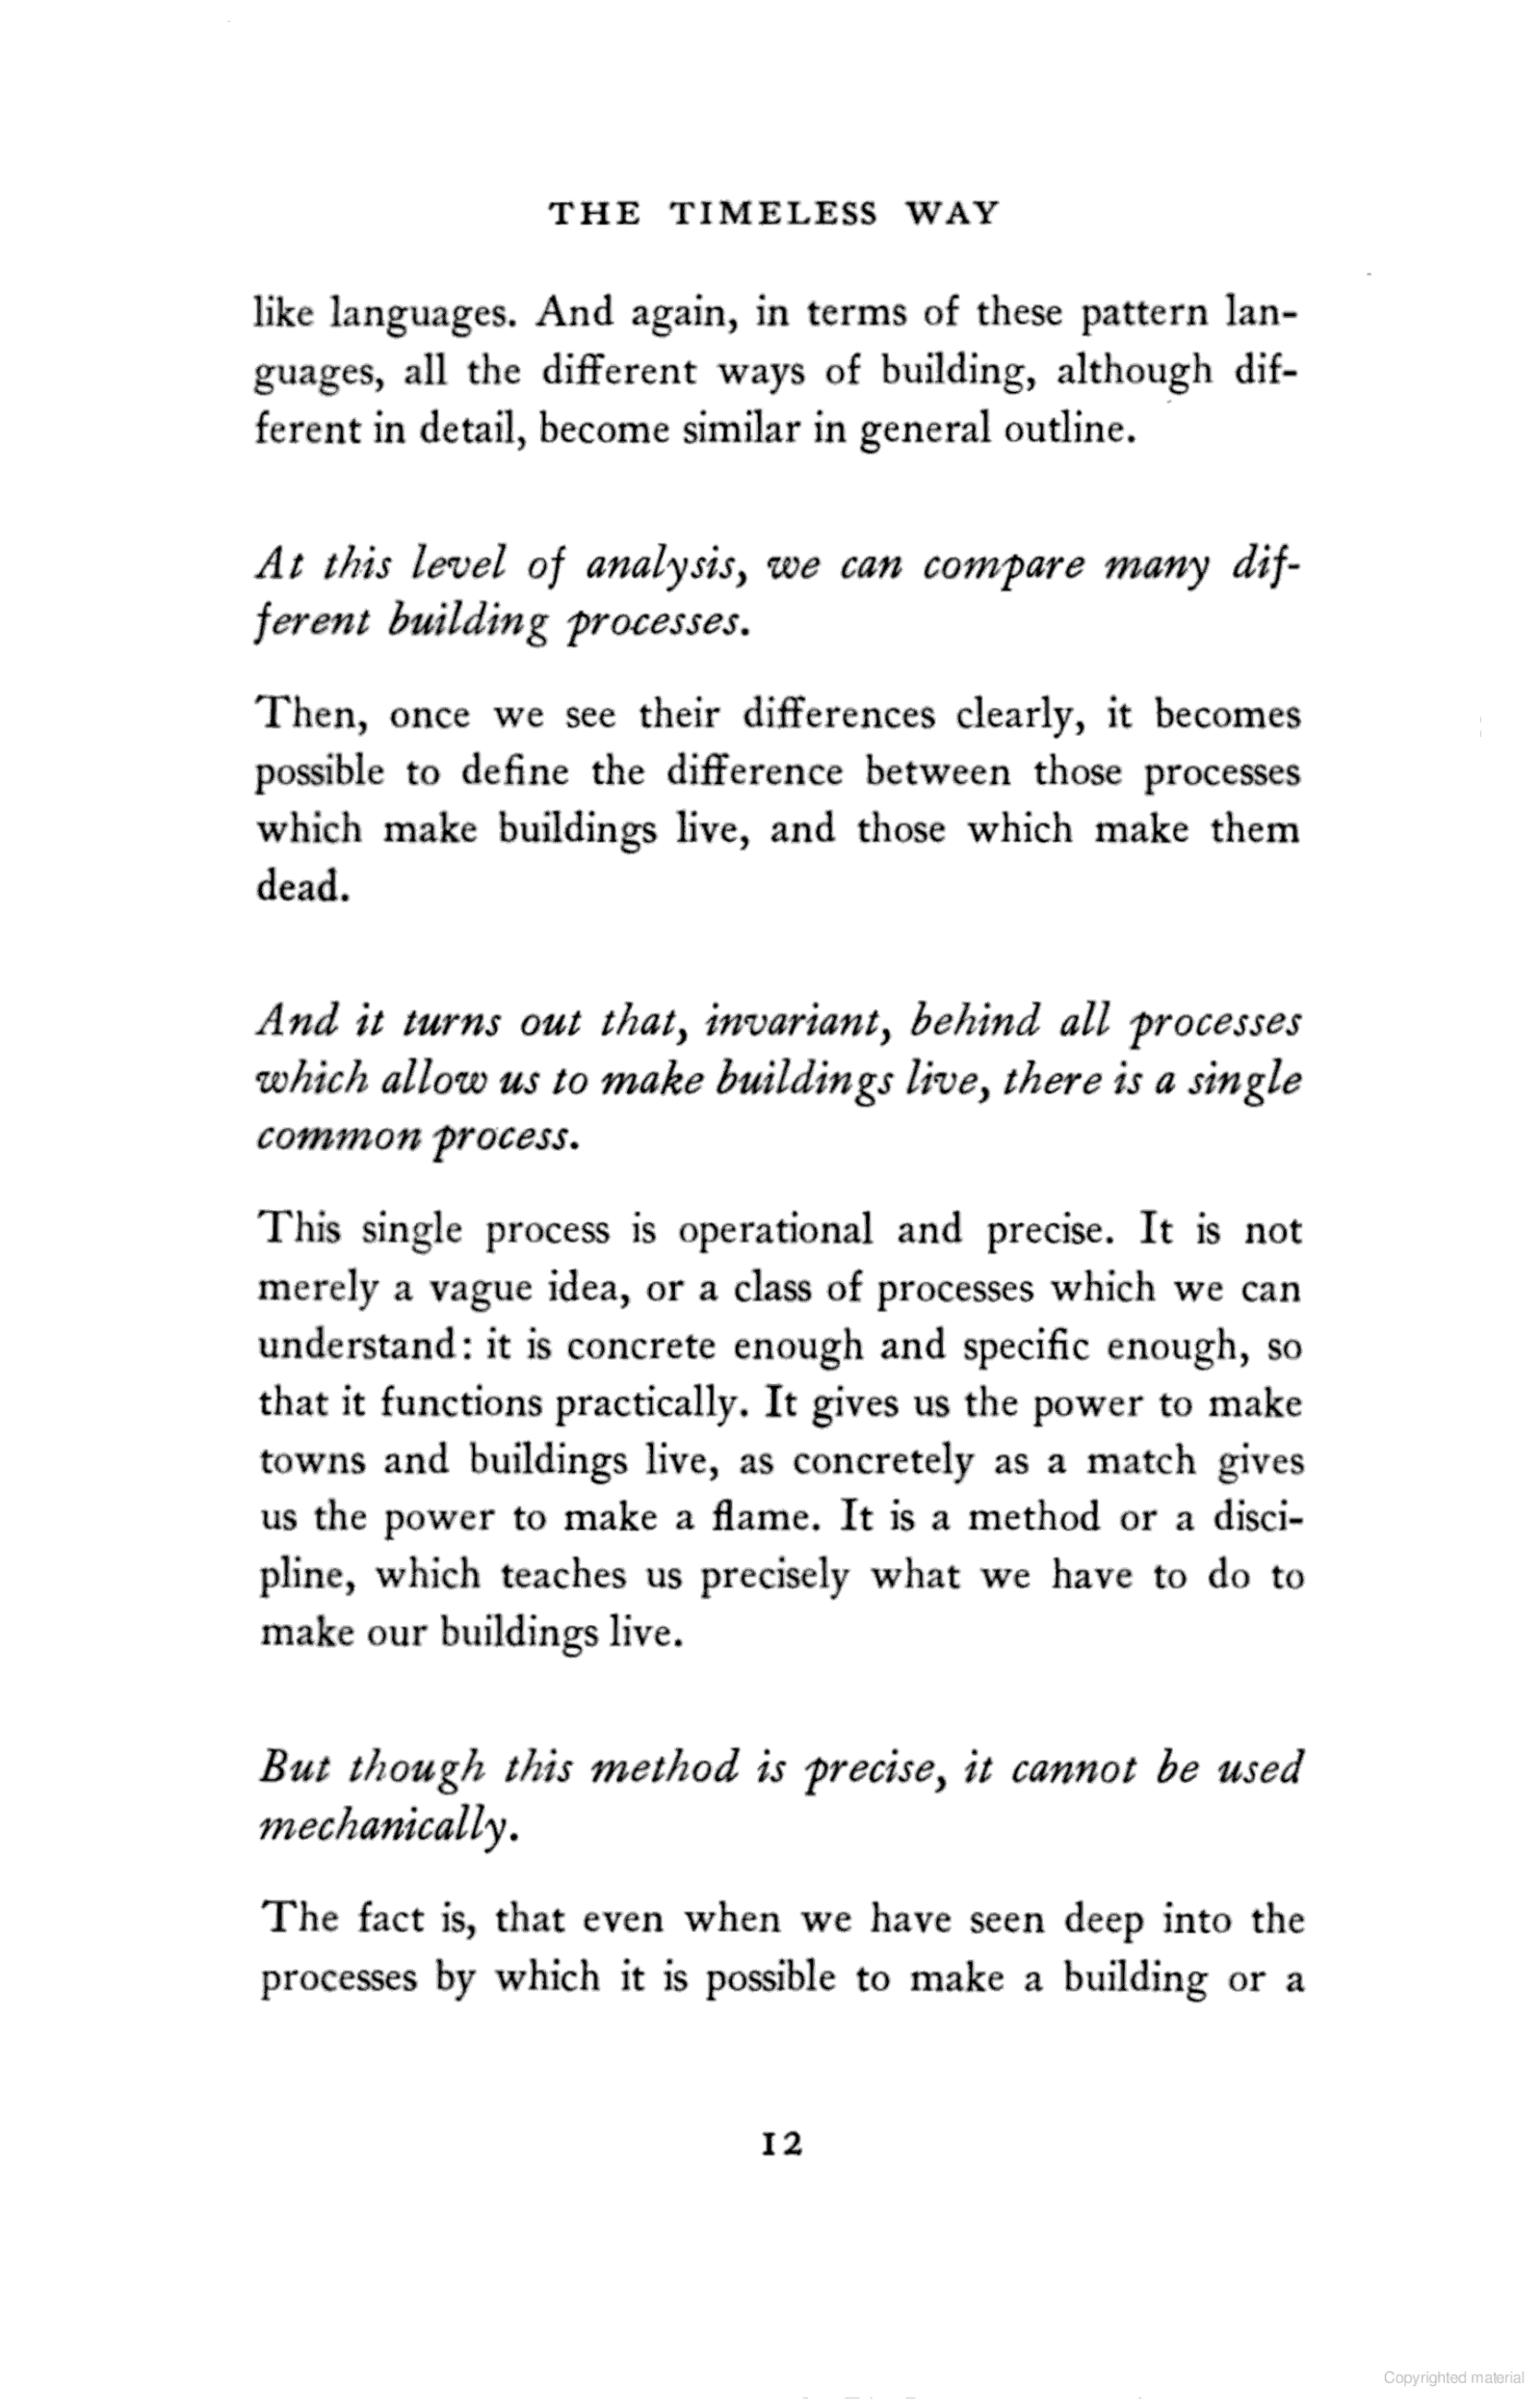 THE TIMELESS WAY
like languages. And again, in terms of these pattern lan-
guages, all the different ways of building, although dif-
ferent in detail, become similar in general outline.
At this level of analysis, we can compare many dif-
ferent building processes.
Then, once we see their differences clearly, it becomes
possible to define the difference between those processes
which make buildings live, and those which make them
dead.
And it turns out that, invariant, behind all processes
which allow us to make buildings live, there is a single
common process.
This single process is operational and precise. It is not
merely a vague idea, or a class of processes which we can
understand: it is concrete enough and specific enough, so
that it functions practically. It gives us the power to make
towns and buildings live, as concretely as a match gives
us the power to make a flame. It is a method or a disci-
pline, which teaches us precisely what we have to do to
make our buildings live.
But though this method is precise, it cannot be used
mechanically.
The fact is, that even when we have seen deep into the
processes by which it is possible to make a building or a
12
Copyrighted material